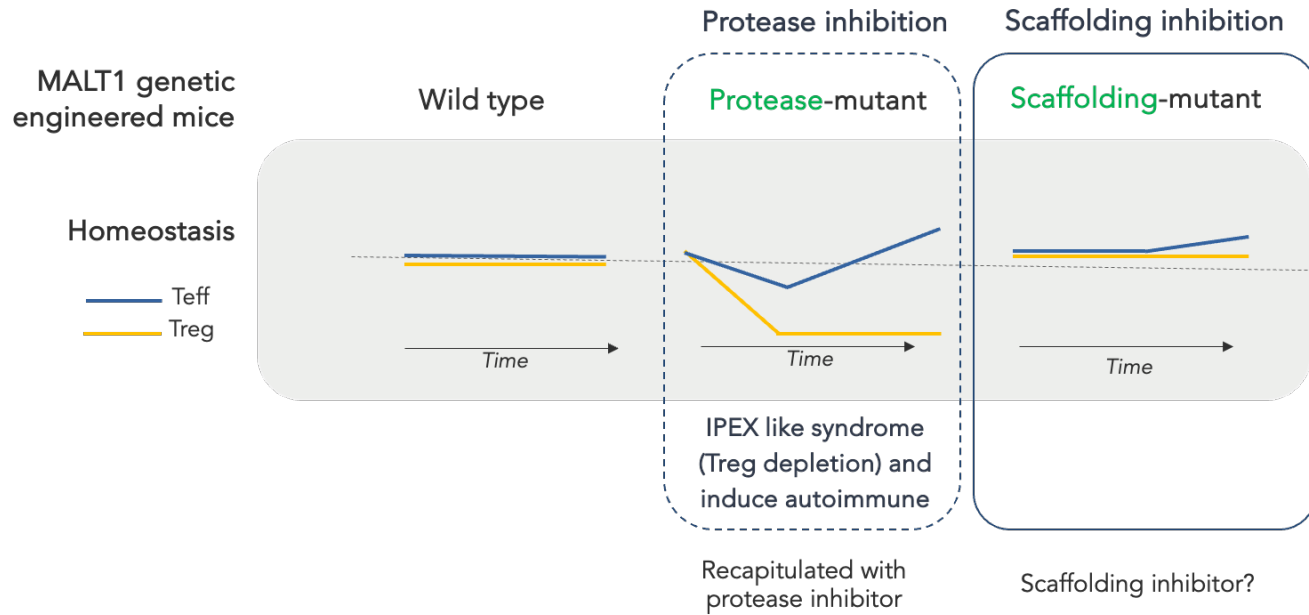 Protease inhibition
Scaffolding inhibition
MALT1 genetic
engineered mice
Wild type
Protease-mutant
Scaffolding-mutant
Homeostasis
Teff
Treg
Time
Time
Time
IPEX like syndrome
(Treg depletion) and
induce autoimmune
Recapitulated with
protease inhibitor
Scaffolding inhibitor?